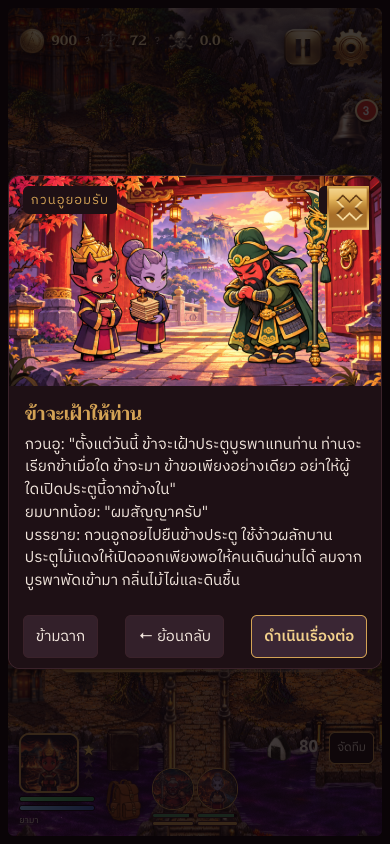 900 72 0.0
3
กวนอูยอมรับ
ข้าจะเฝ้าให้ท่าน
กวนอู: "ตั้งแต่วันนี้ ข้าจะเฝ้าประตูบูรพาแทนท่าน ท่านจะ
เรียกข้าเมื่อใด ข้าจะมา ข้าขอเพียงอย่างเดียว อย่าให้ผู้
ใดเปิดประตูนี้จากข้างใน"
ยมบาทน้อย: "ผมสัญญาครับ"
บรรยาย: กวนอูถอยไปยืนข้างประตู ใช้ง้าวผลักบาน
ประตูไม้แดงให้เปิดออกเพียงพอให้คนเดินผ่านได้ ลมจาก
บูรพาพัดเข้ามา กลิ่นไม้ไผ่และดินชื้น
ข้ามฉาก
← ย้อนกลับ
ดำเนินเรื่องต่อ
80
จัดทีม